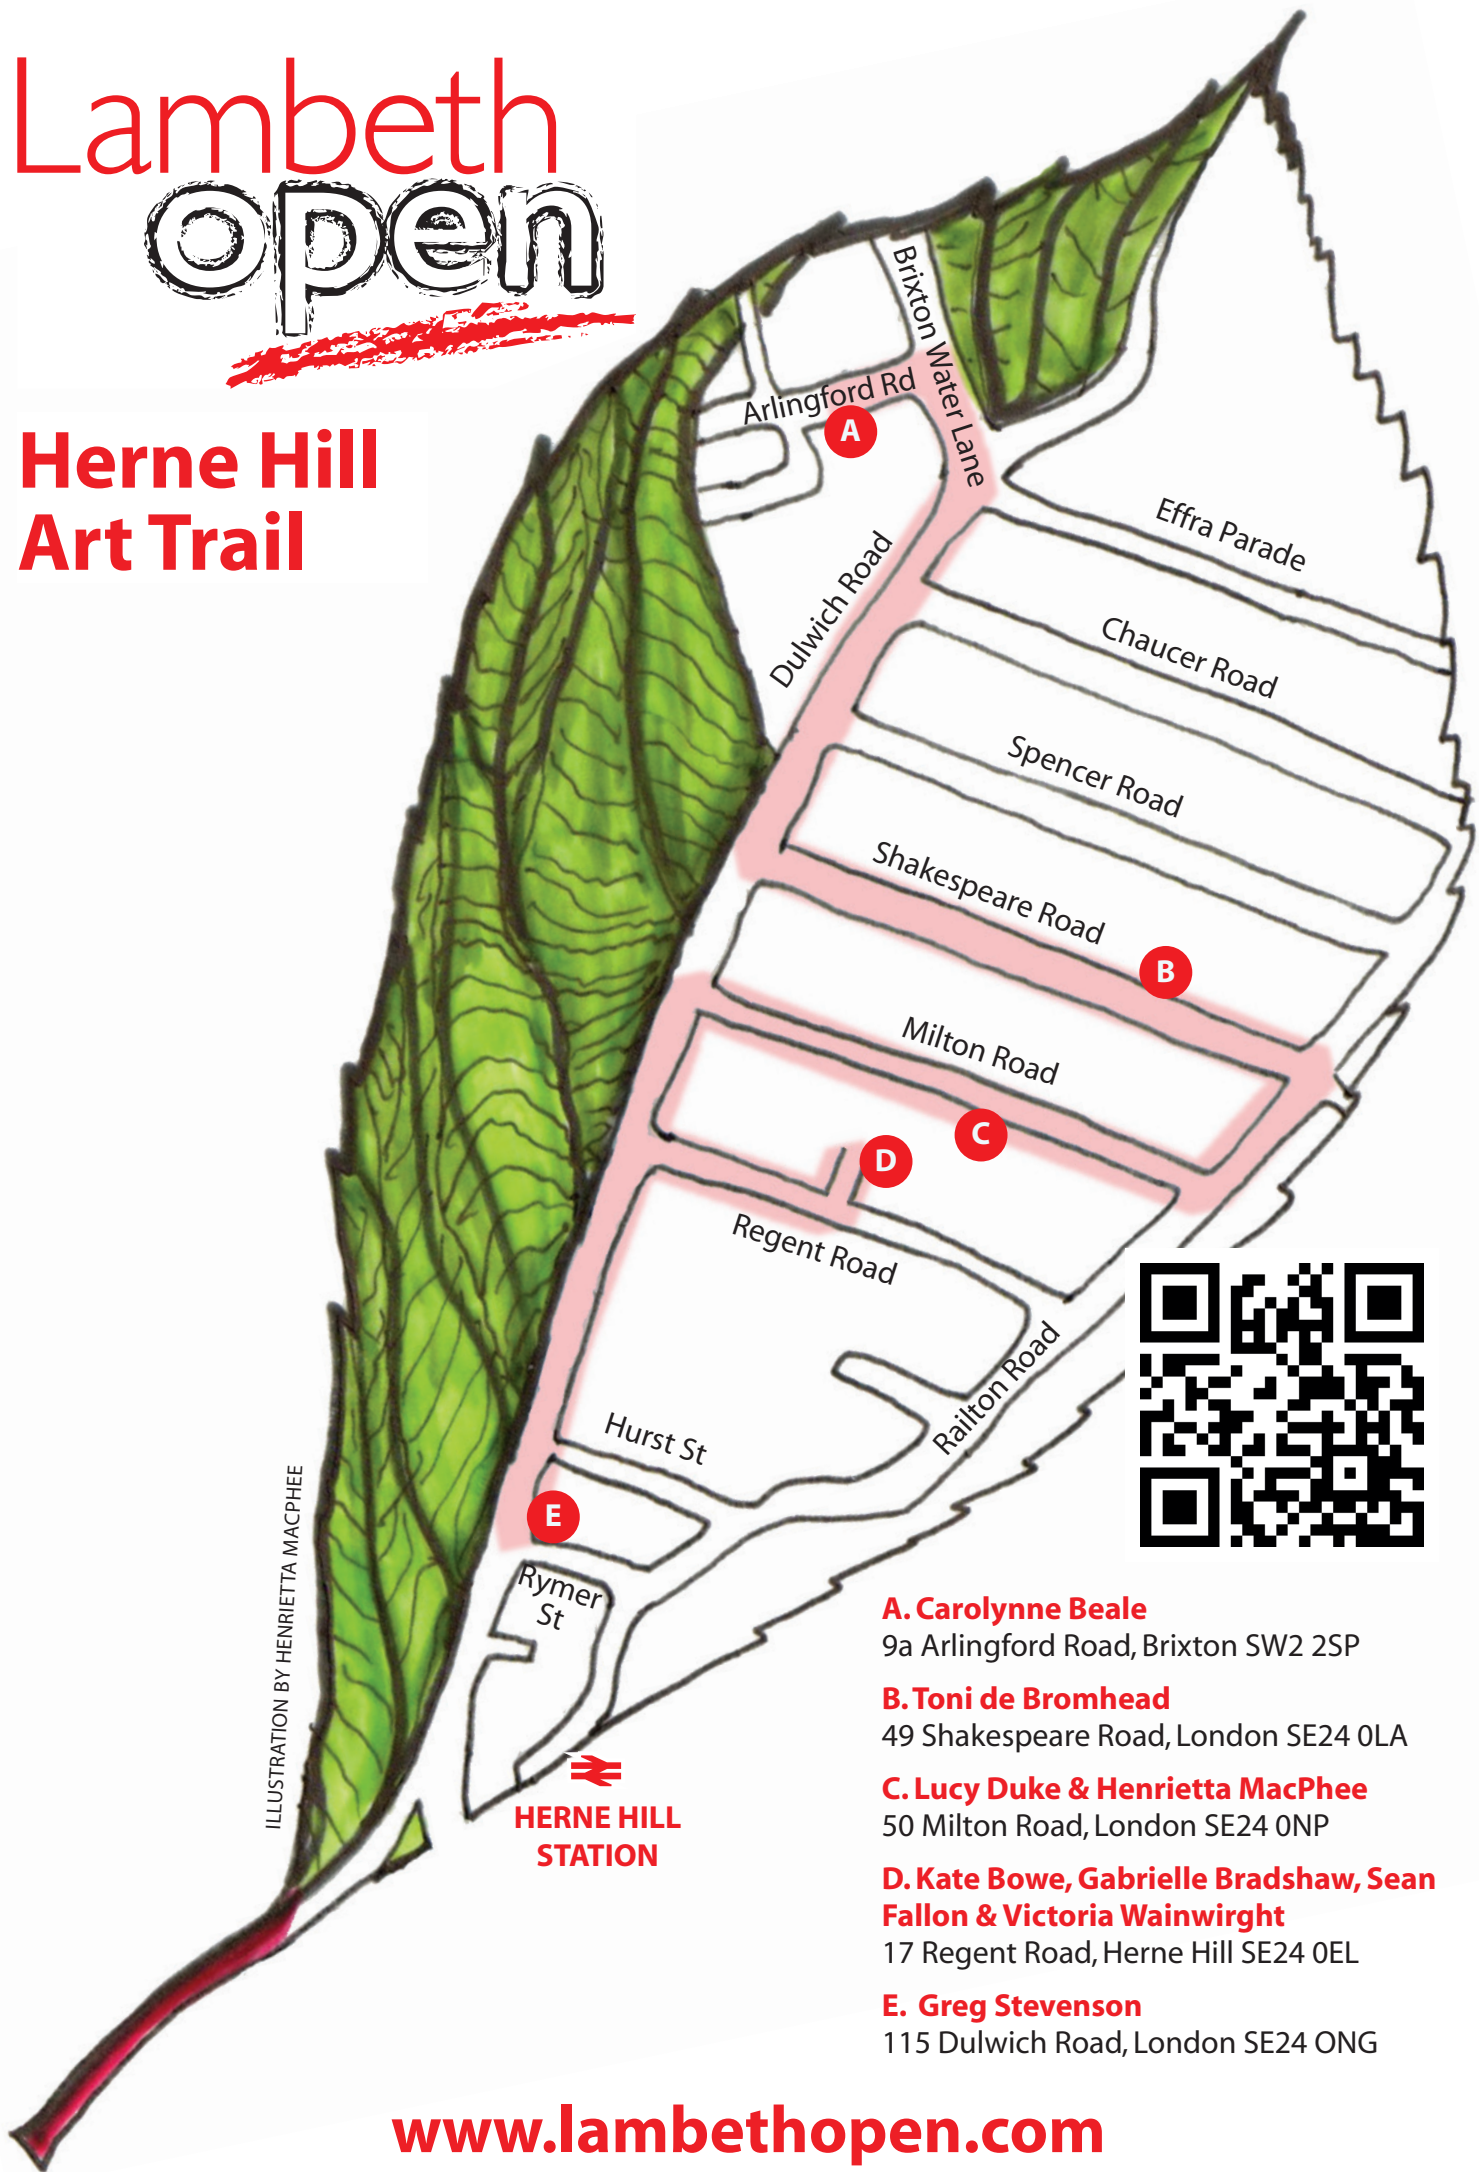 Lambeth
open
Herne Hill
Art Trail
Brixton Water Lane
Arlingford Rd
A
Effra Parade
Dulwich Road
Chaucer Road
Spencer Road
Shakespeare Road
B
Milton Road
C
D
Regent Road
Railton Road
Hurst St
E
Rymer
St
ILLUSTRATION BY HENRIETTA MACPHEE
HERNE HILL
STATION
A. Carolynne Beale
9a Arlingford Road, Brixton SW2 2SP
B. Toni de Bromhead
49 Shakespeare Road, London SE24 0LA
C. Lucy Duke & Henrietta MacPhee
50 Milton Road, London SE24 0NP
D. Kate Bowe, Gabrielle Bradshaw, Sean
Fallon & Victoria Wainwirght
17 Regent Road, Herne Hill SE24 0EL
E. Greg Stevenson
115 Dulwich Road, London SE24 ONG
www.lambethopen.com